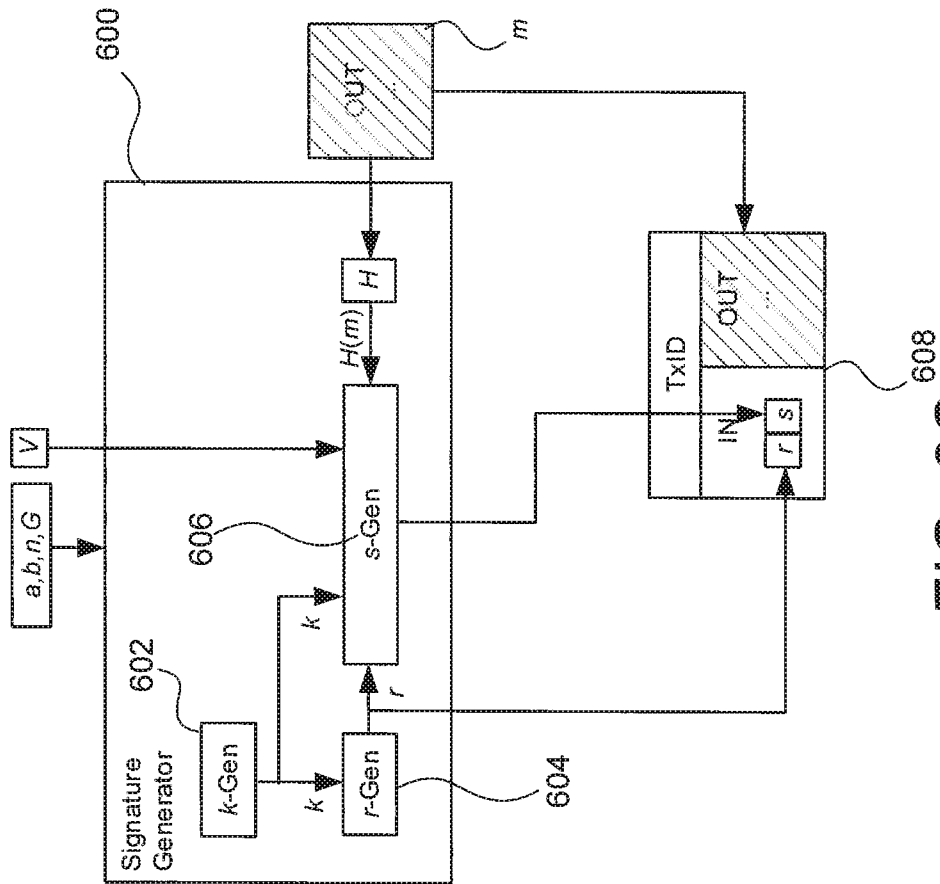 600
a,b,n,G
V
Signature
Generator
602
k-Gen
k
k
r-Gen
604
r
606
s-Gen
H(m)
H
OUT
...
m
TxID
IN
r
s
OUT
...
608